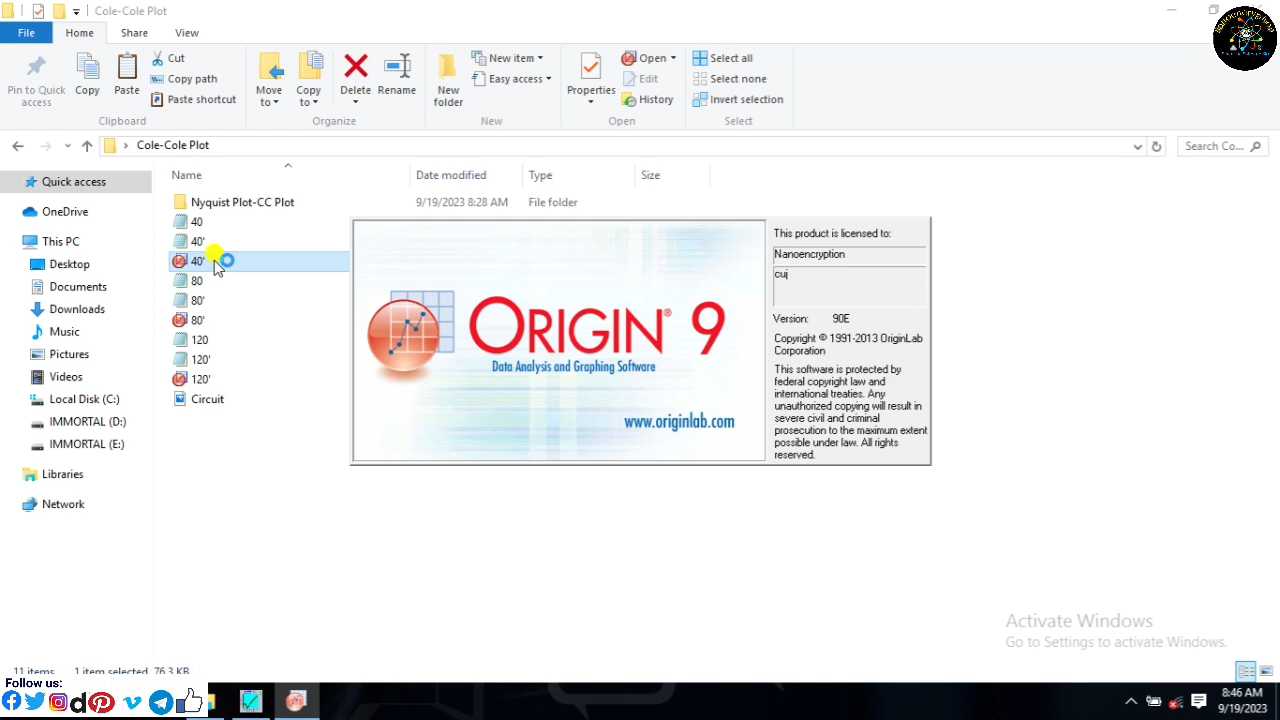 Cole-Cole Plot
File Home Share View
Pin to Quick access
Copy
Paste
Cut
Copy path
Paste shortcut
Move to
Copy to
Delete
Rename
New folder
New item
Easy access
Properties
Open
Edit
History
Select all
Select none
Invert selection
Clipboard Organize New Open Select
Cole-Cole Plot
Search Co...
Name Date modified Type Size
Quick access
OneDrive
This PC
Desktop
Documents
Downloads
Music
Pictures
Videos
Local Disk (C:)
IMMORTAL (D:)
IMMORTAL (E:)
Libraries
Network
Nyquist Plot-CC Plot 9/19/2023 8:28 AM File folder
40
40'
40'
80
80'
80'
120
120'
120'
Circuit
ORIGIN® 9
Data Analysis and Graphing Software
www.originlab.com
This product is licensed to:
Nanoencryption
cuj
Version: 90E
Copyright © 1991-2013 OriginLab
Corporation
This software is protected by
federal copyright law and
international treaties. Any
unauthorized copying will result in
severe civil and criminal
prosecution to the maximum extent
possible under law. All rights
reserved.
Activate Windows
Go to Settings to activate Windows.
11 items 1 item selected 76.3 KB
Follow us:
8:46 AM
9/19/2023